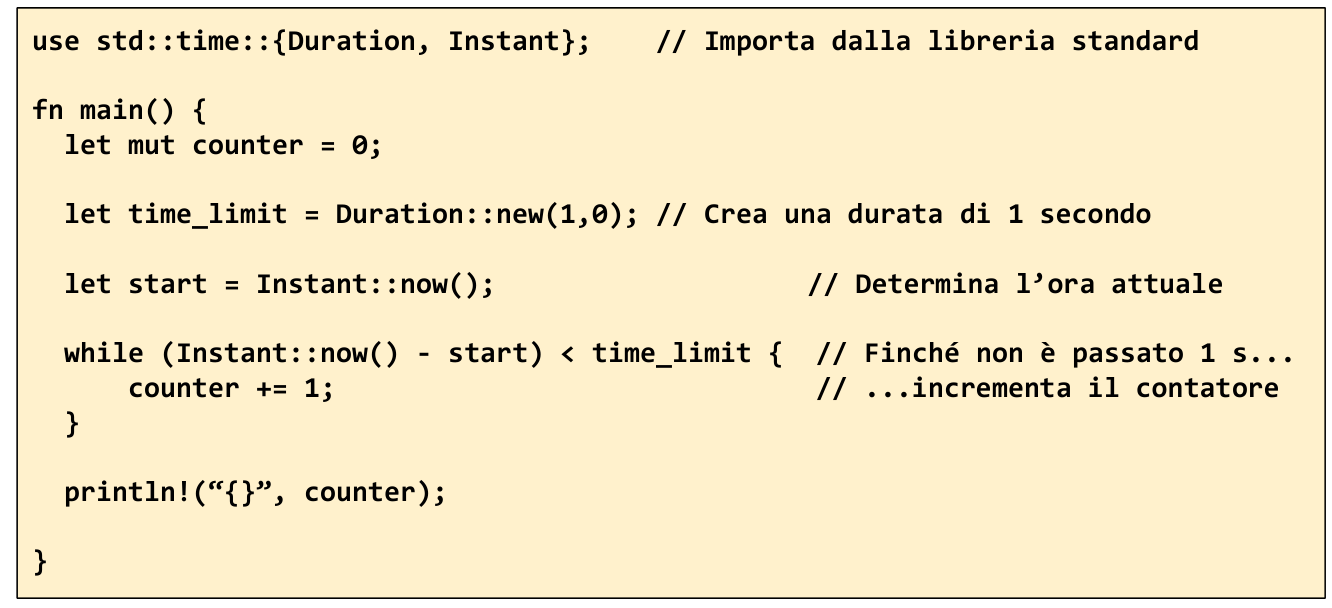 use std::time::{Duration, Instant};    // Importa dalla libreria standard

fn main() {
  let mut counter = 0;

  let time_limit = Duration::new(1,0); // Crea una durata di 1 secondo

  let start = Instant::now();                    // Determina l’ora attuale

  while (Instant::now() - start) < time_limit {  // Finché non è passato 1 s...
      counter += 1;                              // ...incrementa il contatore
  }

  println!(“{}”, counter);

}